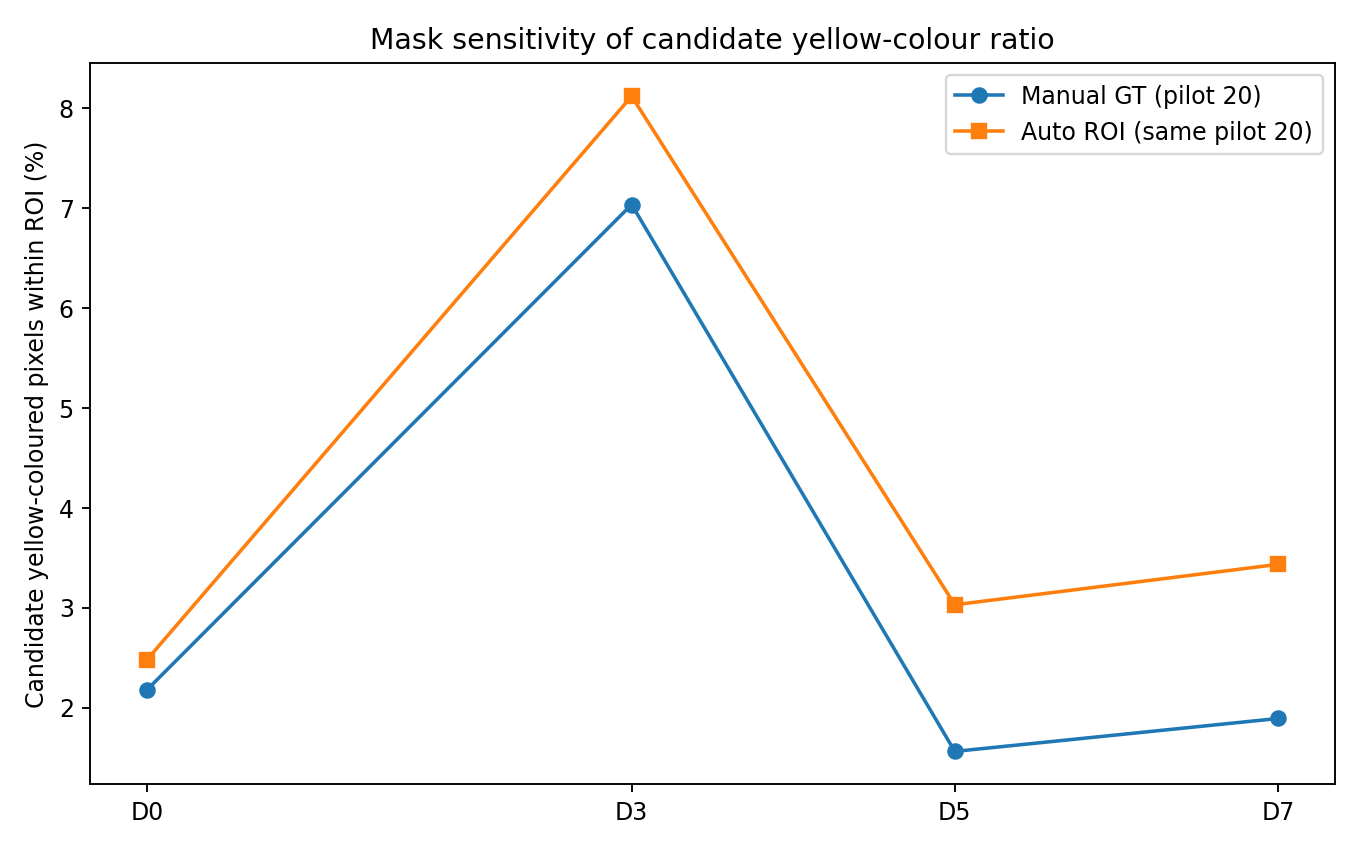 Mask sensitivity of candidate yellow-colour ratio
Manual GT (pilot 20)
Auto ROI (same pilot 20)
Candidate yellow-coloured pixels within ROI (%)
8
7
6
5
4
3
2
D0 D3 D5 D7